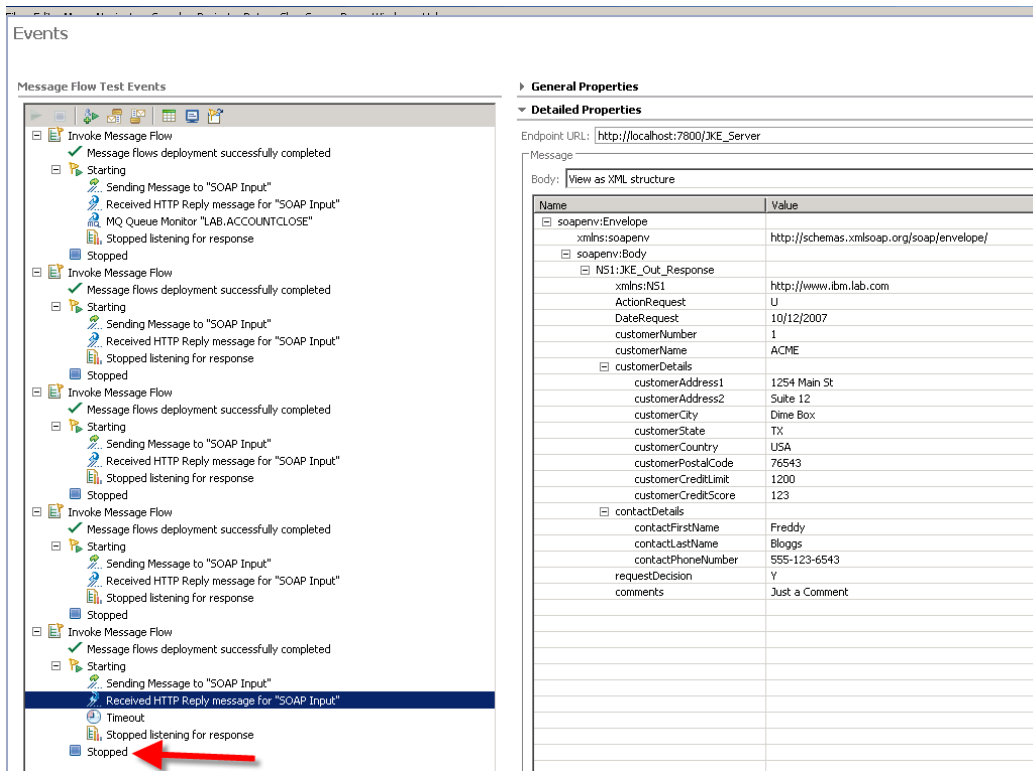 Events
Message Flow Test Events
Invoke Message Flow
Message flows deployment successfully completed
Starting
Sending Message to "SOAP Input"
Received HTTP Reply message for "SOAP Input"
MQ Queue Monitor "LAB.ACCOUNTCLOSE"
Stopped listening for response
Stopped
Invoke Message Flow
Message flows deployment successfully completed
Starting
Sending Message to "SOAP Input"
Received HTTP Reply message for "SOAP Input"
Stopped listening for response
Stopped
Invoke Message Flow
Message flows deployment successfully completed
Starting
Sending Message to "SOAP Input"
Received HTTP Reply message for "SOAP Input"
Stopped listening for response
Stopped
Invoke Message Flow
Message flows deployment successfully completed
Starting
Sending Message to "SOAP Input"
Received HTTP Reply message for "SOAP Input"
Stopped listening for response
Stopped
Invoke Message Flow
Message flows deployment successfully completed
Starting
Sending Message to "SOAP Input"
Received HTTP Reply message for "SOAP Input"
Timeout
Stopped listening for response
Stopped
General Properties
Detailed Properties
Endpoint URL: http://localhost:7800/JKE_Server
Message
Body: View as XML structure
Name Value
soapenv:Envelope
xmlns:soapenv http://schemas.xmlsoap.org/soap/envelope/
soapenv:Body
NS1:JKE_Out_Response
xmlns:NS1 http://www.ibm.lab.com
ActionRequest U
DateRequest 10/12/2007
customerNumber 1
customerName ACME
customerDetails
customerAddress1 1254 Main St
customerAddress2 Suite 12
customerCity Dime Box
customerState TX
customerCountry USA
customerPostalCode 76543
customerCreditLimit 1200
customerCreditScore 123
contactDetails
contactFirstName Freddy
contactLastName Bloggs
contactPhoneNumber 555-123-6543
requestDecision Y
comments Just a Comment